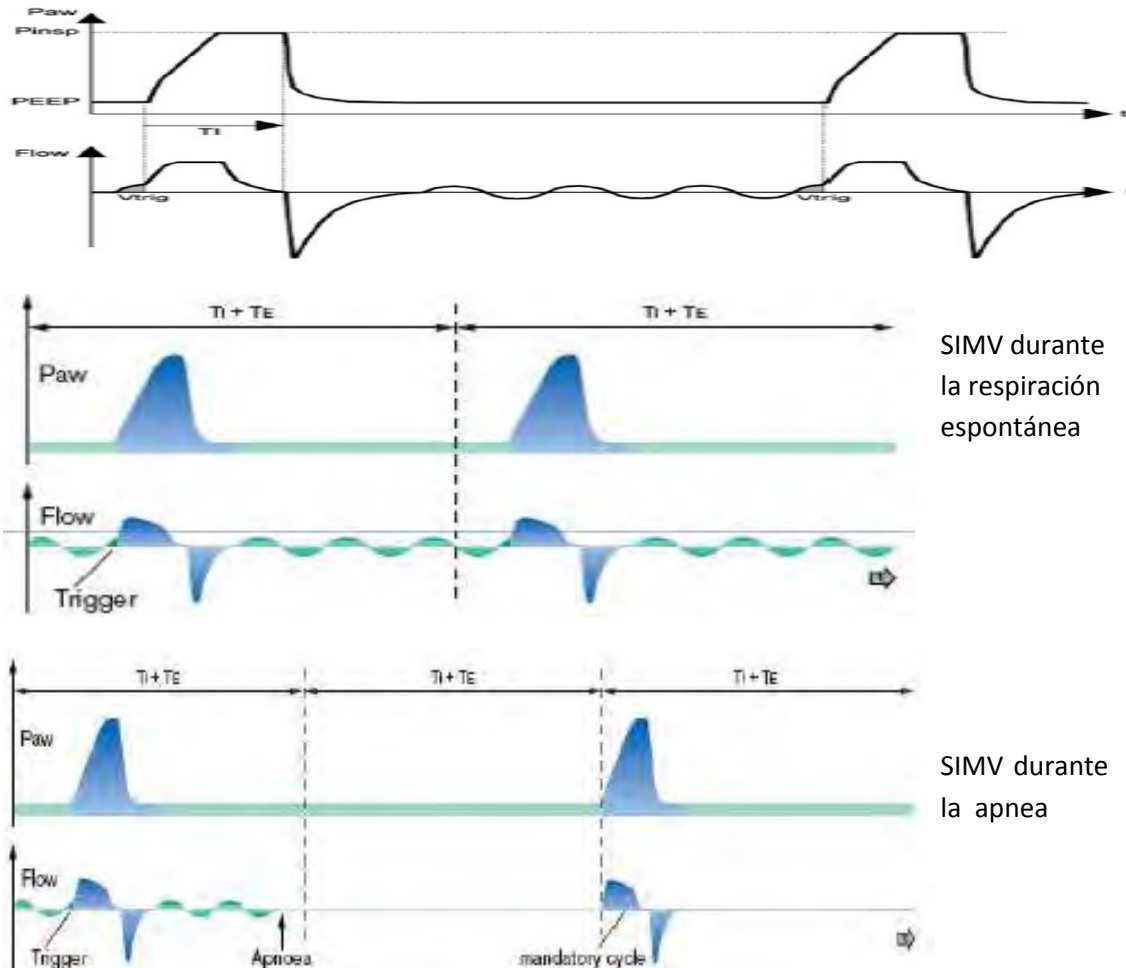 Paw
Pinsp
PEEP
TI
t
Flow
Vtrig
Vtrig
TI + TE
TI + TE
Paw
SIMV durante
la respiración
espontánea
Flow
Trigger
TI + TE
TI + TE
TI + TE
Paw
SIMV durante
la apnea
Flow
Trigger
Apnoea
mandatory cycle